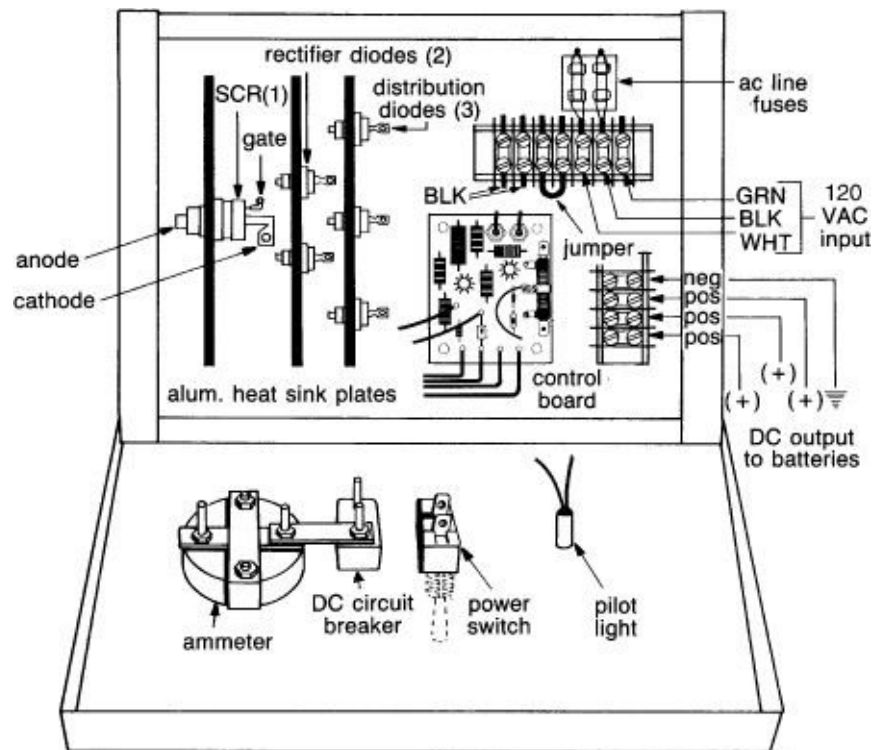 rectifier diodes (2)
SCR(1)
gate
distribution
diodes (3)
ac line
fuses
BLK
jumper
GRN
BLK
WHT
120
VAC
input
anode
cathode
neg
pos
pos
pos
alum. heat sink plates
control
board
(+)
(+)
(+)
DC output
to batteries
ammeter
DC circuit
breaker
power
switch
pilot
light